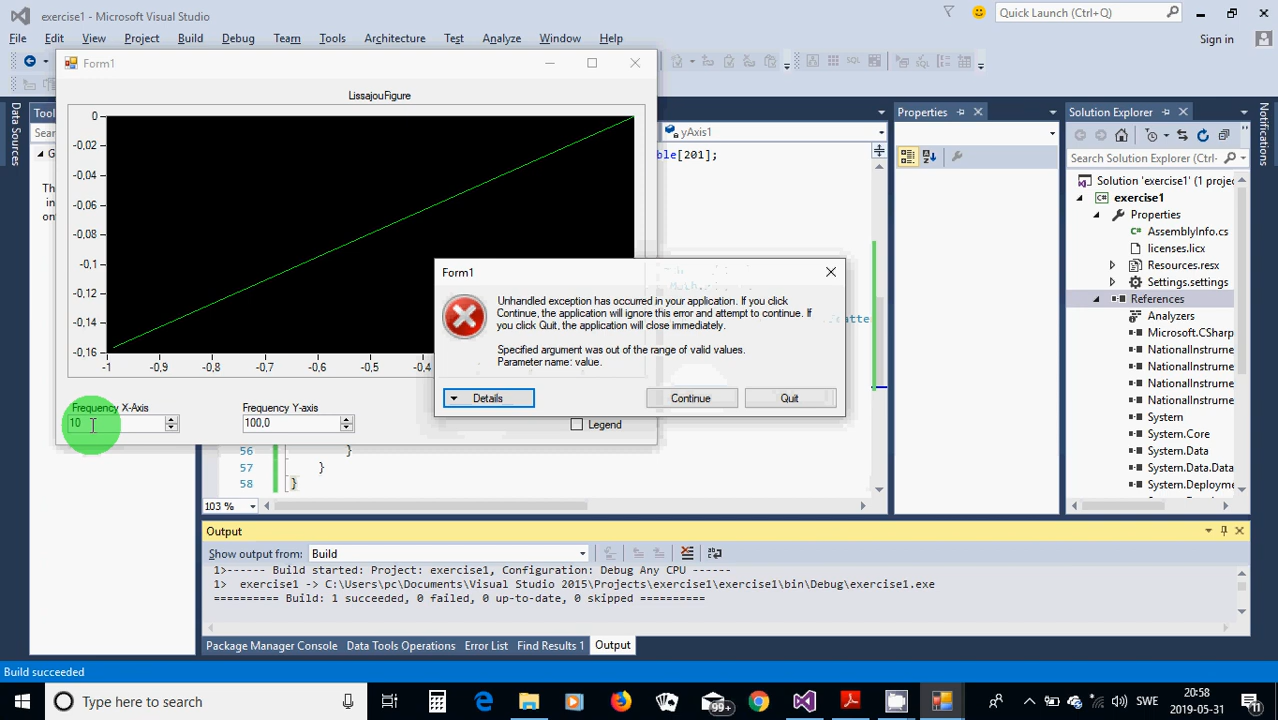 exercise1 - Microsoft Visual Studio
Quick Launch (Ctrl+Q)
File Edit View Project Build Debug Team Tools Architecture Test Analyze Window Help
Sign in
Form1
LissajouFigure
0
-0,02
-0,04
-0,06
-0,08
-0,1
-0,12
-0,14
-0,16
-1 -0,9 -0,8 -0,7 -0,6 -0,5 -0,4
Frequency X-Axis
10
Frequency Y-axis
100,0
Legend
Data Sources
Tool
Sear
G
Th
in
on
yAxis1
ble[201];
Form1
Unhandled exception has occurred in your application. If you click
Continue, the application will ignore this error and attempt to continue. If
you click Quit, the application will close immediately.
Specified argument was out of the range of valid values.
Parameter name: value.
Details Continue Quit
56 }
57 }
58 }
103 %
Properties
Solution Explorer
Search Solution Explorer (Ctrl-
Solution 'exercise1' (1 projec
exercise1
Properties
AssemblyInfo.cs
licenses.licx
Resources.resx
Settings.settings
References
Analyzers
Microsoft.CSharp
NationalInstrume
NationalInstrume
NationalInstrume
NationalInstrume
System
System.Core
System.Data
System.Data.Data
System.Deployme
Notifications
Output
Show output from: Build
1>------ Build started: Project: exercise1, Configuration: Debug Any CPU ------
1> exercise1 -> C:\Users\pc\Documents\Visual Studio 2015\Projects\exercise1\exercise1\bin\Debug\exercise1.exe
========== Build: 1 succeeded, 0 failed, 0 up-to-date, 0 skipped ==========
Package Manager Console Data Tools Operations Error List Find Results 1 Output
Build succeeded
Type here to search
99+
SWE
20:58
2019-05-31
11